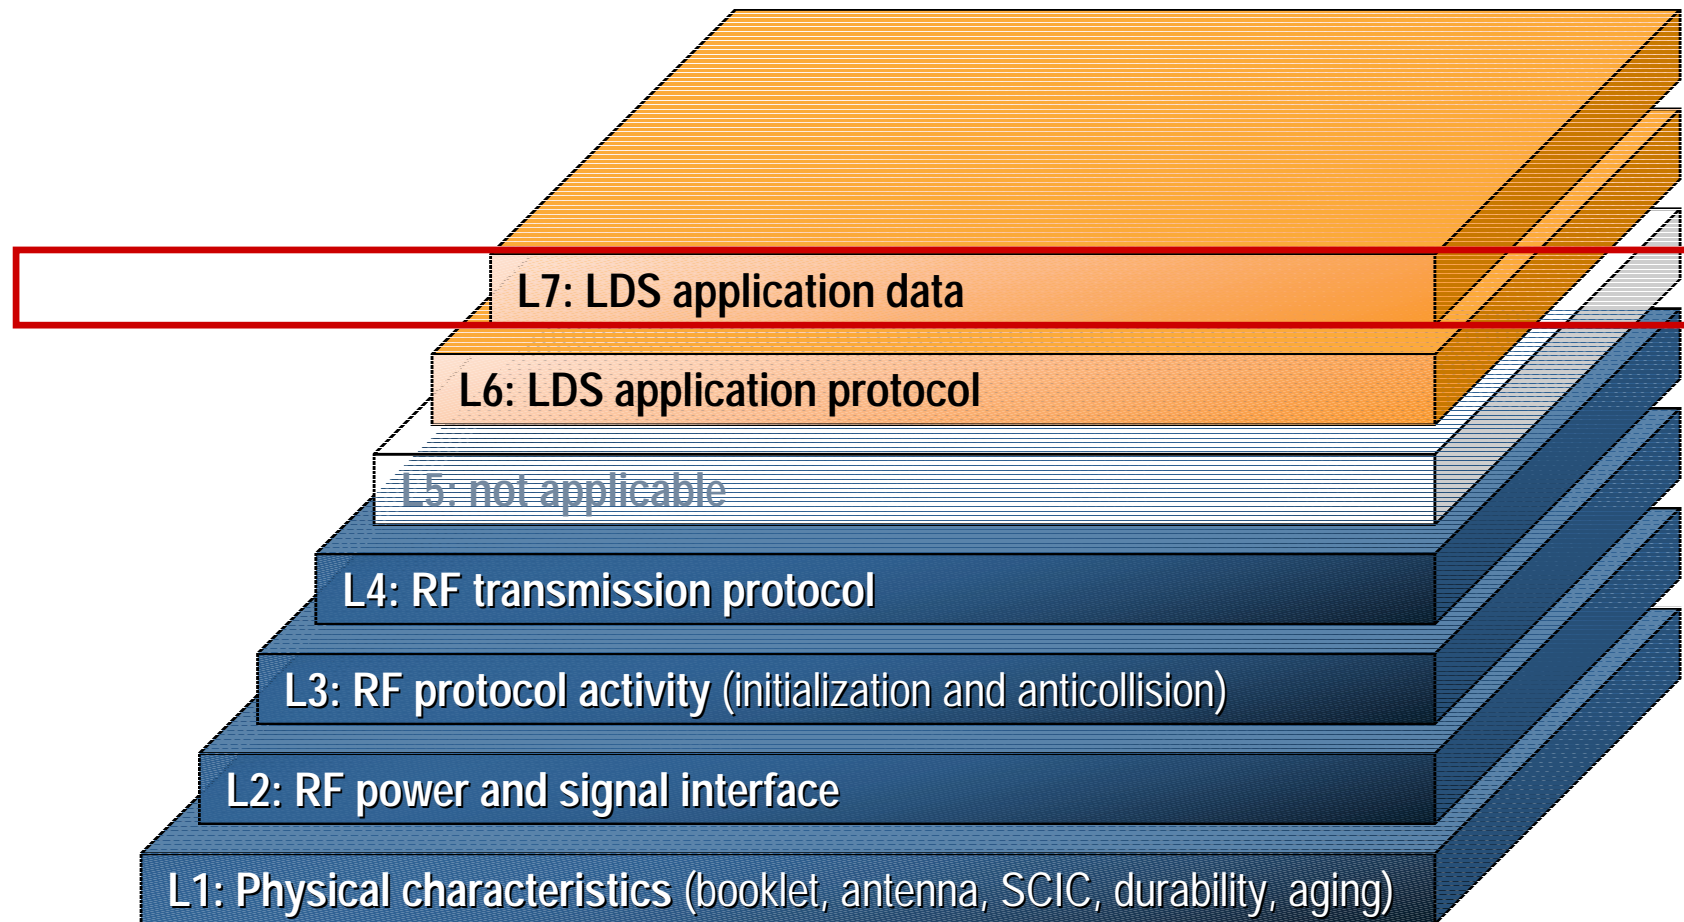 L7: LDS application data
L6: LDS application protocol
L5: not applicable
L4: RF transmission protocol
L3: RF protocol activity (initialization and anticollision)
L2: RF power and signal interface
L1: Physical characteristics (booklet, antenna, SCIC, durability, aging)